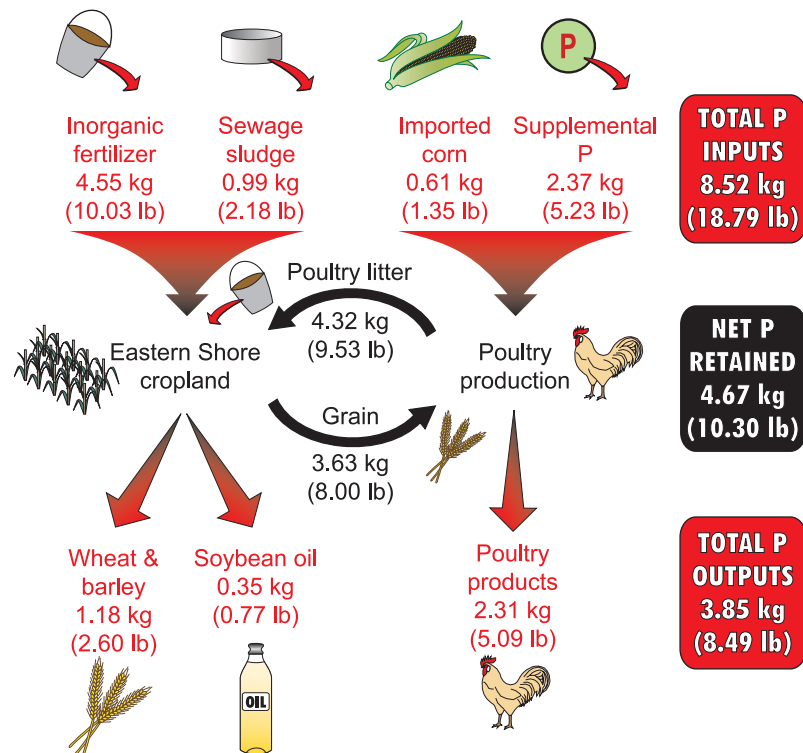 P
Inorganic
fertilizer
4.55 kg
(10.03 lb)
Sewage
sludge
0.99 kg
(2.18 lb)
Imported
corn
0.61 kg
(1.35 lb)
Supplemental
P
2.37 kg
(5.23 lb)
TOTAL P
INPUTS
8.52 kg
(18.79 lb)
Poultry litter
4.32 kg
(9.53 lb)
Eastern Shore
cropland
Poultry
production
Grain
3.63 kg
(8.00 lb)
NET P
RETAINED
4.67 kg
(10.30 lb)
Wheat &
barley
1.18 kg
(2.60 lb)
Soybean oil
0.35 kg
(0.77 lb)
OIL
Poultry
products
2.31 kg
(5.09 lb)
TOTAL P
OUTPUTS
3.85 kg
(8.49 lb)